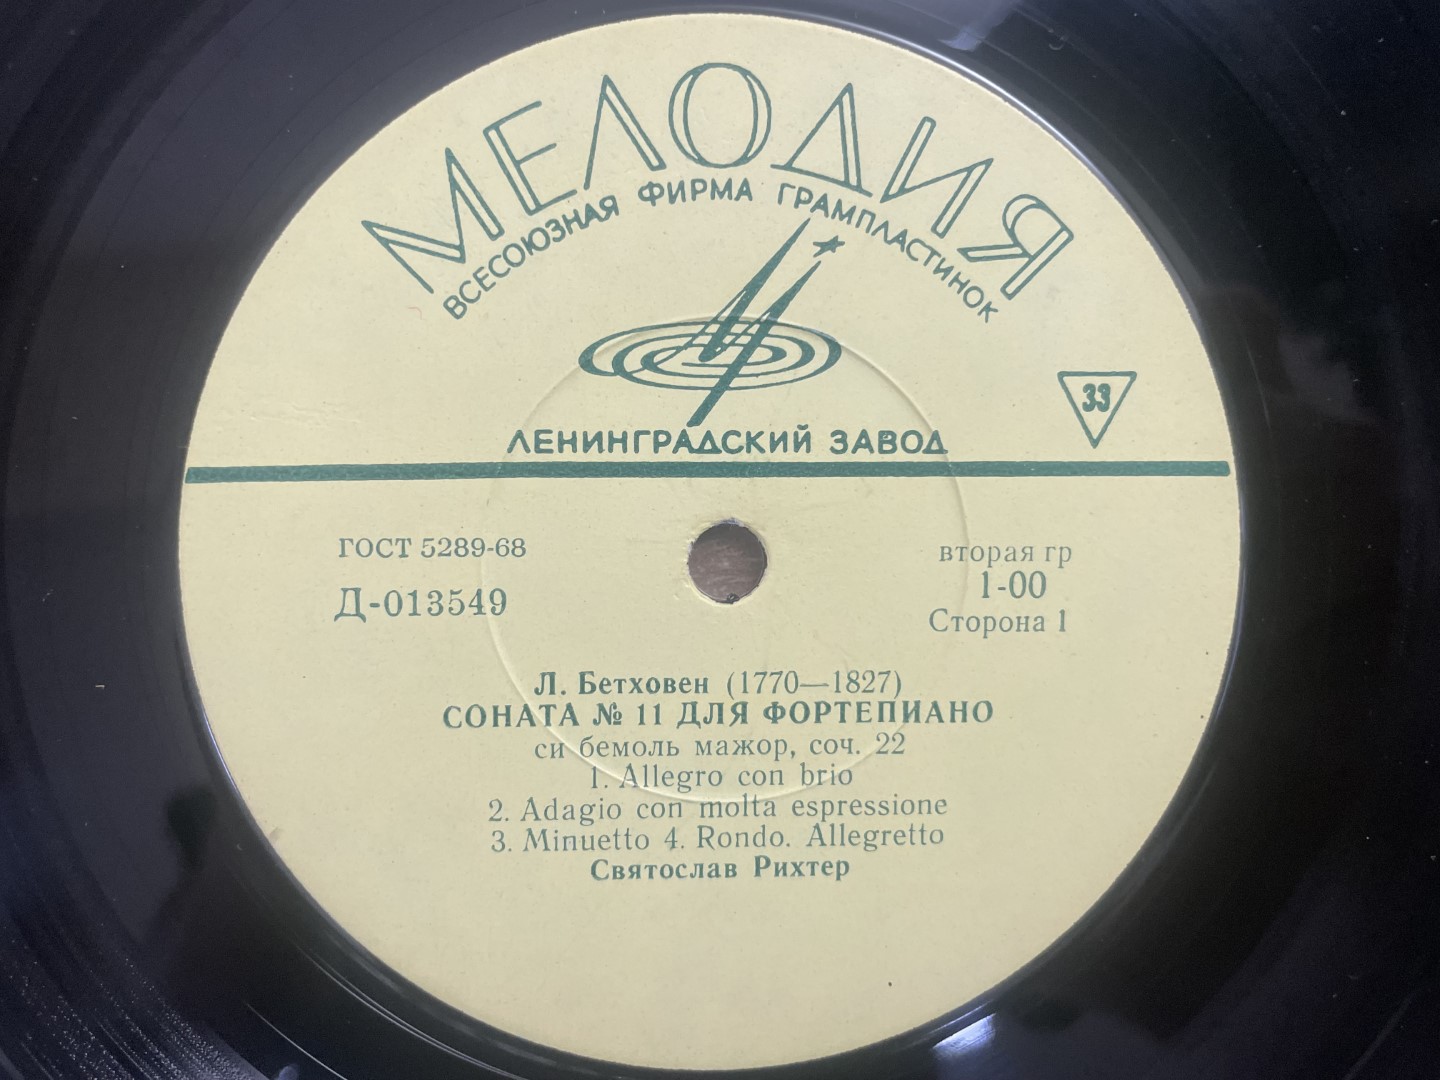 МЕЛОДИЯ
ВСЕСОЮЗНАЯ ФИРМА ГРАМПЛАСТИНОК
33
ЛЕНИНГРАДСКИЙ ЗАВОД
ГОСТ 5289-68
Д-013549
вторая гр
1-00
Сторона 1
Л. Бетховен (1770—1827)
СОНАТА № 11 ДЛЯ ФОРТЕПИАНО
си бемоль мажор, соч. 22
1. Allegro con brio
2. Adagio con molta espressione
3. Minuetto 4. Rondo. Allegretto
Святослав Рихтер